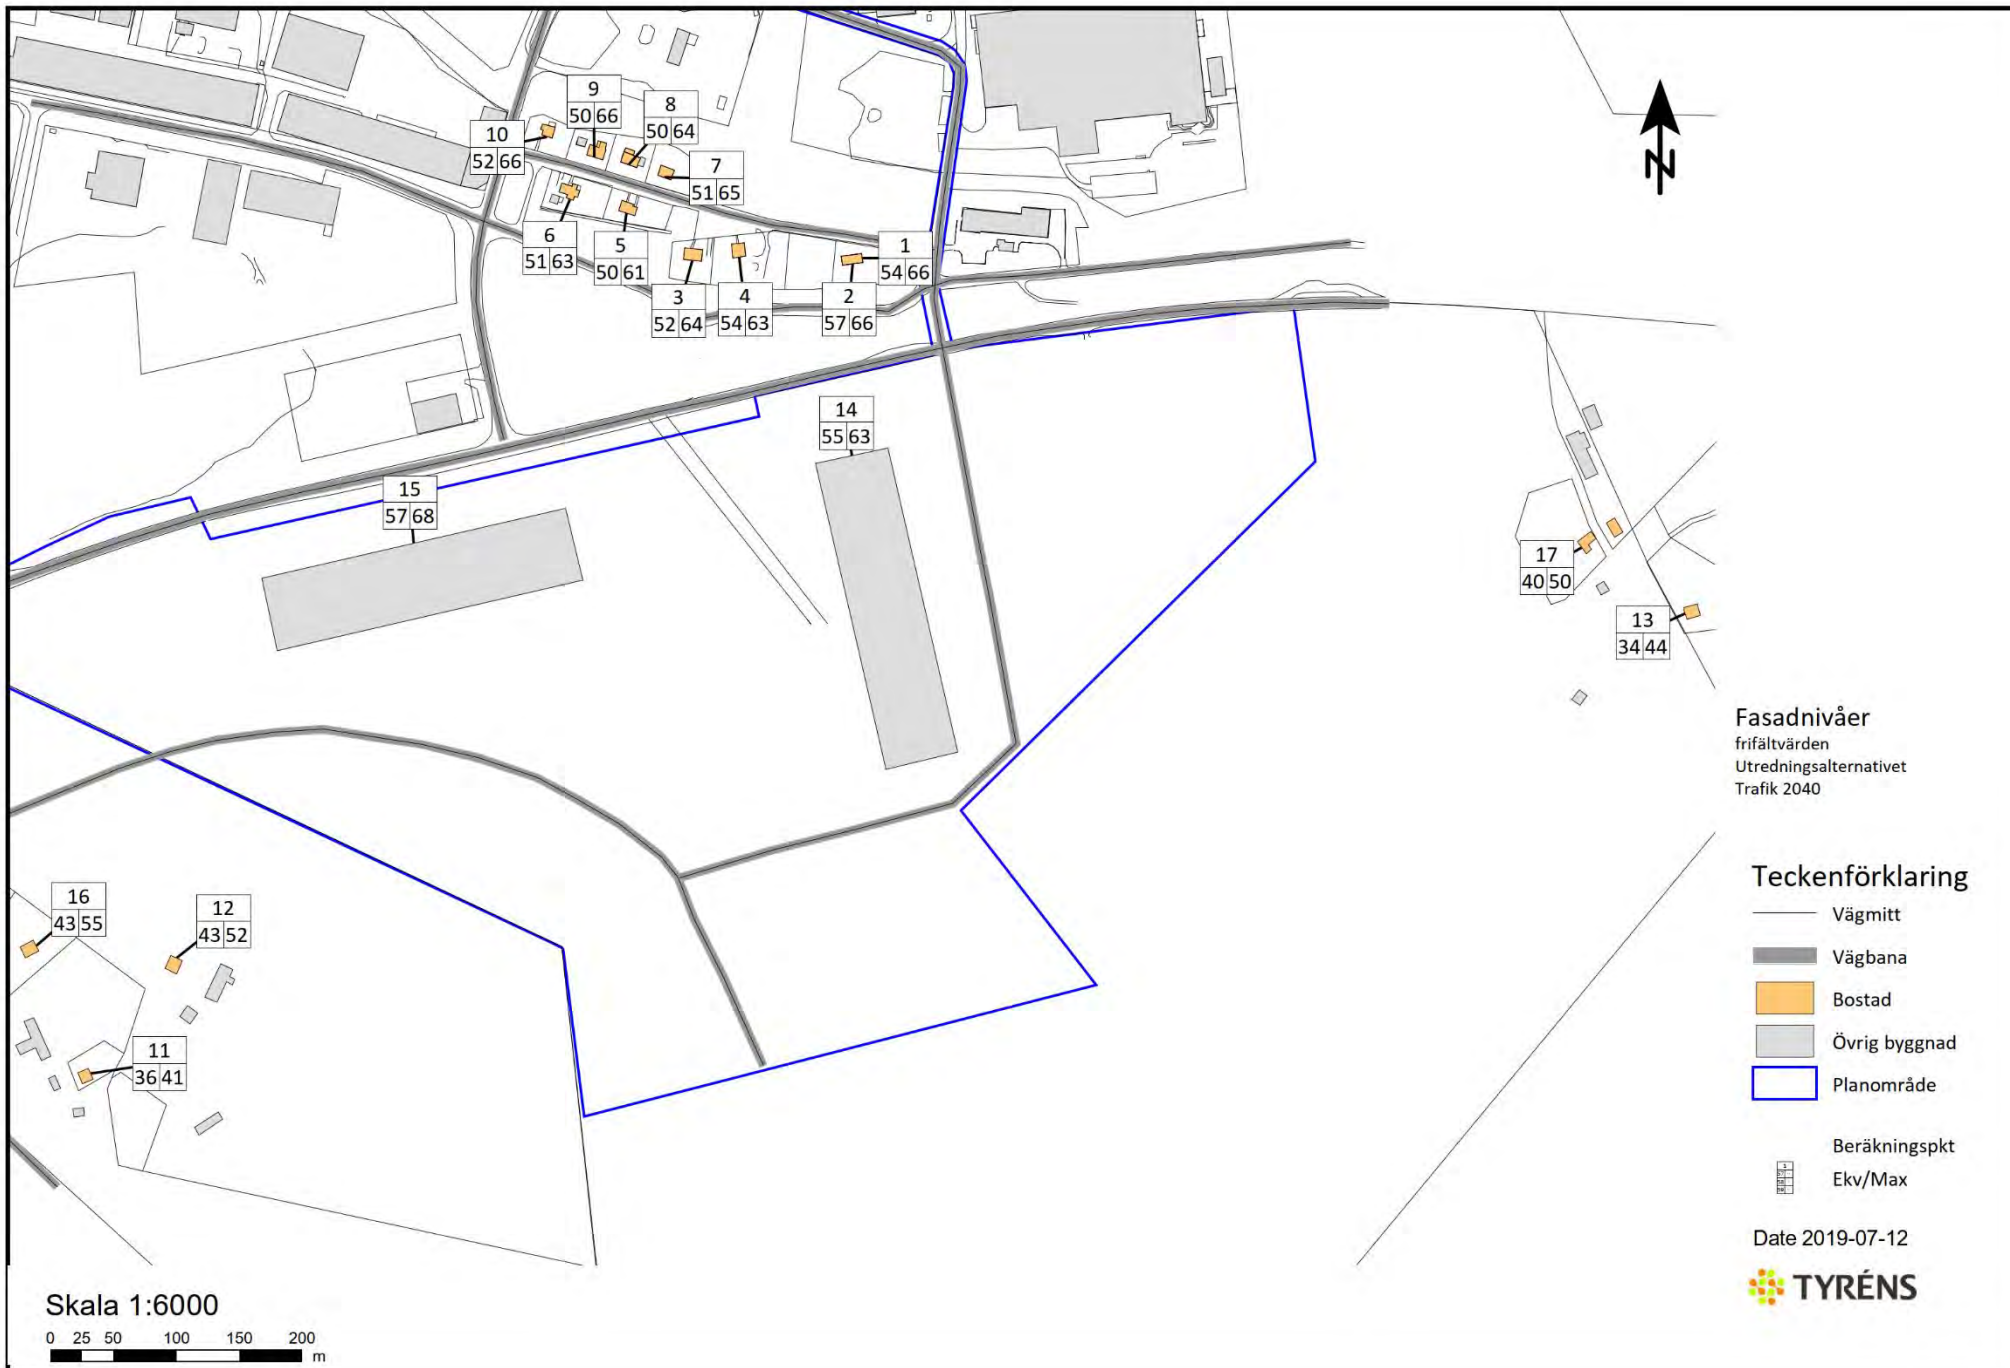 9
50 66
8
50 64
10
52 66
7
51 65
6
51 63
5
50 61
1
54 66
3
52 64
4
54 63
2
57 66
N
14
55 63
15
57 68
17
40 50
13
34 44
16
43 55
12
43 52
11
36 41
Fasadnivåer
frifältvärden
Utredningsalternativet
Trafik 2040
Teckenförklaring
Vägmitt
Vägbana
Bostad
Övrig byggnad
Planområde
Beräkningspkt
Ekv/Max
Date 2019-07-12
TYRÉNS
Skala 1:6000
0 25 50 100 150 200
m